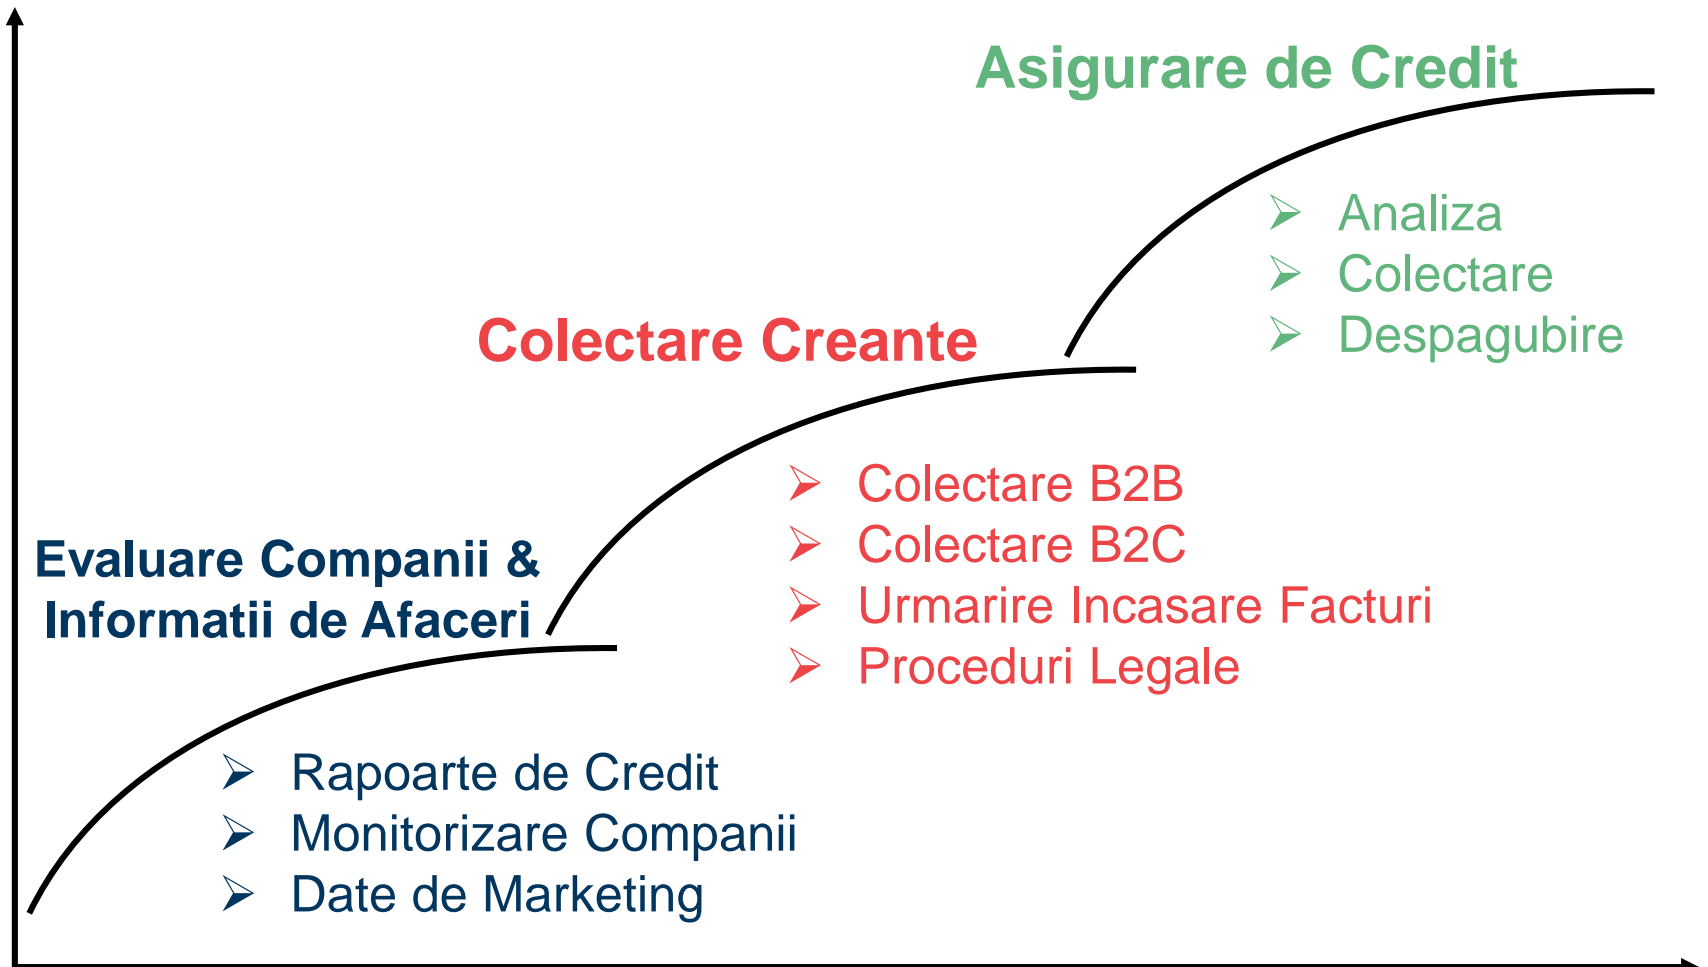 Asigurare de Credit
Analiza
Colectare
Despagubire
Colectare Creante
Colectare B2B
Colectare B2C
Urmarire Incasare Facturi
Proceduri Legale
Evaluare Companii &
Informatii de Afaceri
Rapoarte de Credit
Monitorizare Companii
Date de Marketing